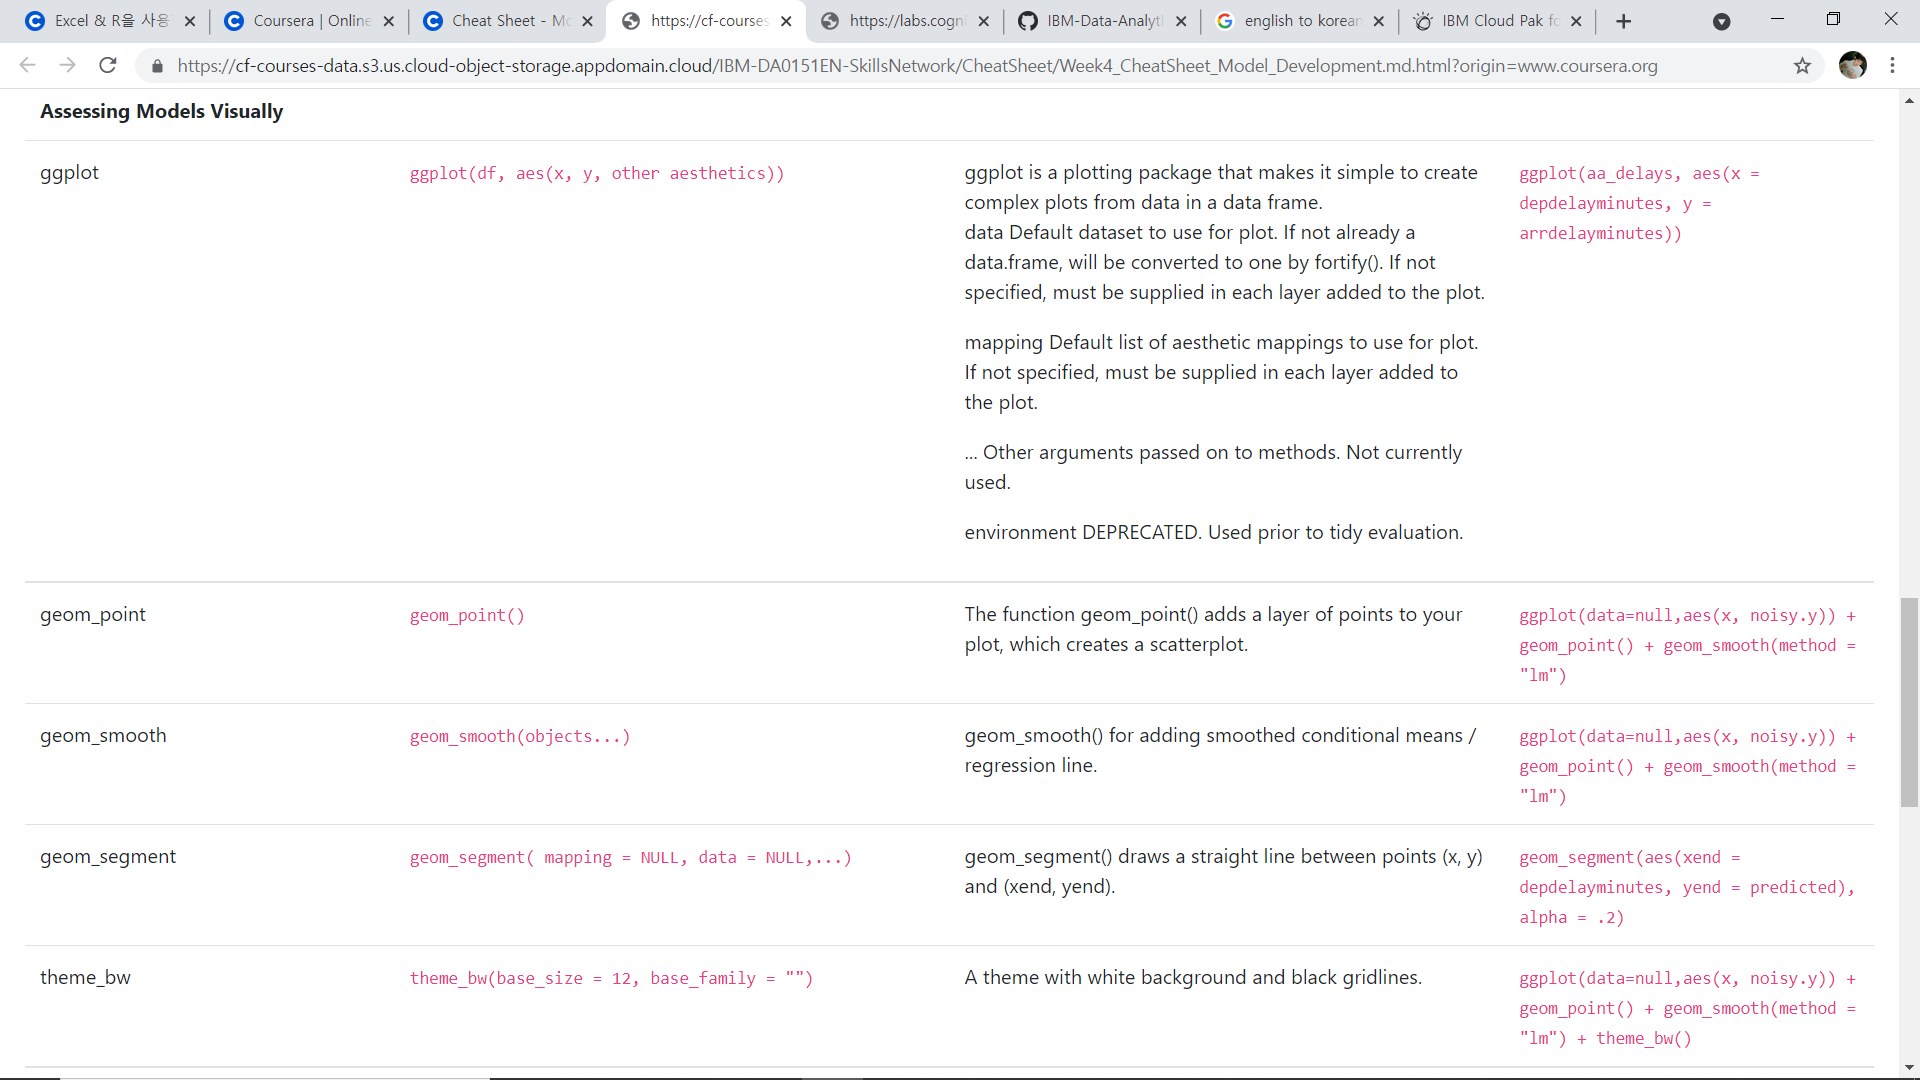 Excel & R을 사용
Coursera | Online
Cheat Sheet - Mo
https://cf-courses
https://labs.cogni
IBM-Data-Analyti
english to korean
IBM Cloud Pak fo
https://cf-courses-data.s3.us.cloud-object-storage.appdomain.cloud/IBM-DA0151EN-SkillsNetwork/CheatSheet/Week4_CheatSheet_Model_Development.md.html?origin=www.coursera.org
Assessing Models Visually
ggplot
ggplot(df, aes(x, y, other aesthetics))
ggplot is a plotting package that makes it simple to create
complex plots from data in a data frame.
data Default dataset to use for plot. If not already a
data.frame, will be converted to one by fortify(). If not
specified, must be supplied in each layer added to the plot.
mapping Default list of aesthetic mappings to use for plot.
If not specified, must be supplied in each layer added to
the plot.
... Other arguments passed on to methods. Not currently
used.
environment DEPRECATED. Used prior to tidy evaluation.
ggplot(aa_delays, aes(x =
depdelayminutes, y =
arrdelayminutes))
geom_point
geom_point()
The function geom_point() adds a layer of points to your
plot, which creates a scatterplot.
ggplot(data=null,aes(x, noisy.y)) +
geom_point() + geom_smooth(method =
"lm")
geom_smooth
geom_smooth(objects...)
geom_smooth() for adding smoothed conditional means /
regression line.
ggplot(data=null,aes(x, noisy.y)) +
geom_point() + geom_smooth(method =
"lm")
geom_segment
geom_segment( mapping = NULL, data = NULL,...)
geom_segment() draws a straight line between points (x, y)
and (xend, yend).
geom_segment(aes(xend =
depdelayminutes, yend = predicted),
alpha = .2)
theme_bw
theme_bw(base_size = 12, base_family = "")
A theme with white background and black gridlines.
ggplot(data=null,aes(x, noisy.y)) +
geom_point() + geom_smooth(method =
"lm") + theme_bw()